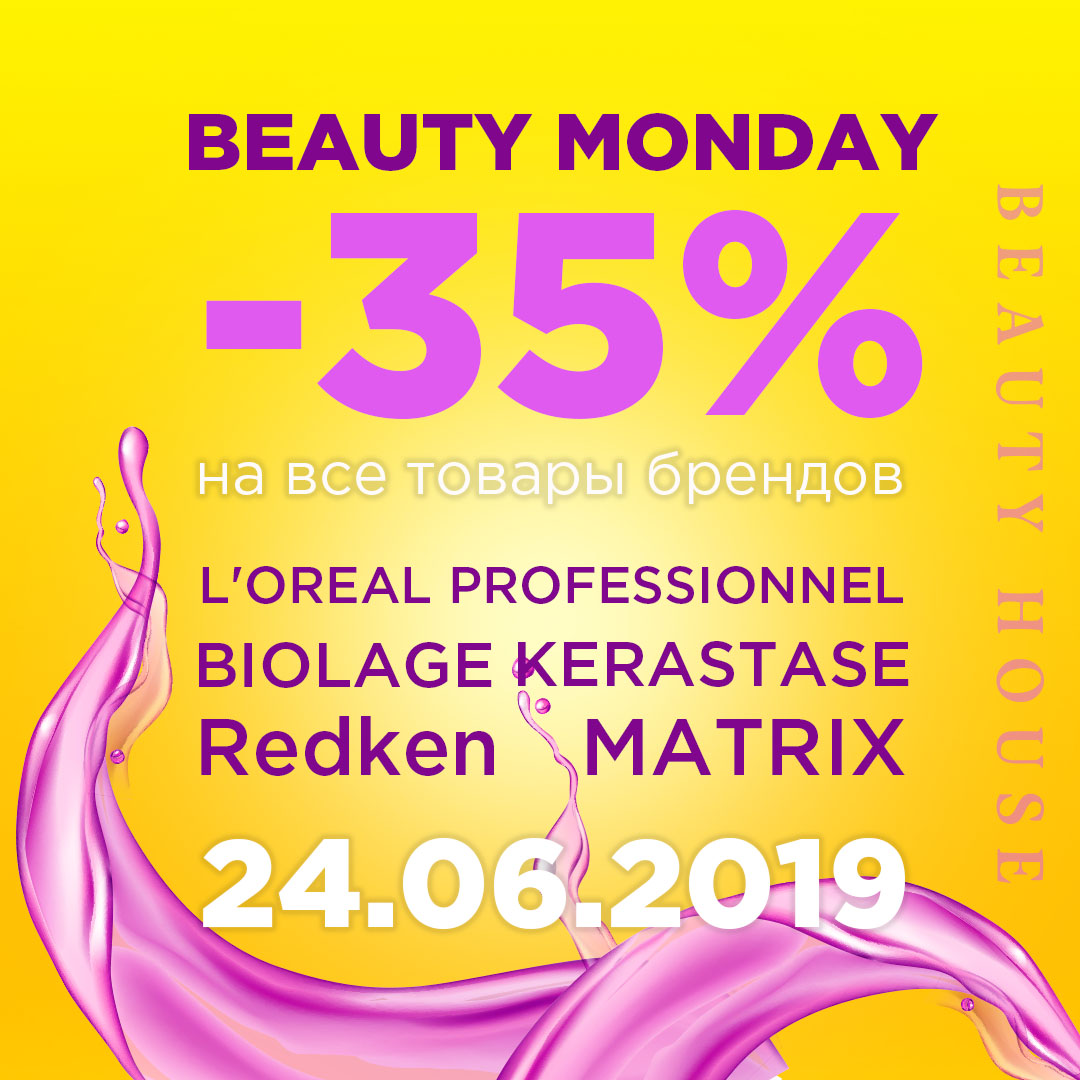 BEAUTY MONDAY
-35%
на все товары брендов
L'OREAL PROFESSIONNEL
BIOLAGE KERASTASE
Redken MATRIX
24.06.2019
BEAUTY HOUSE